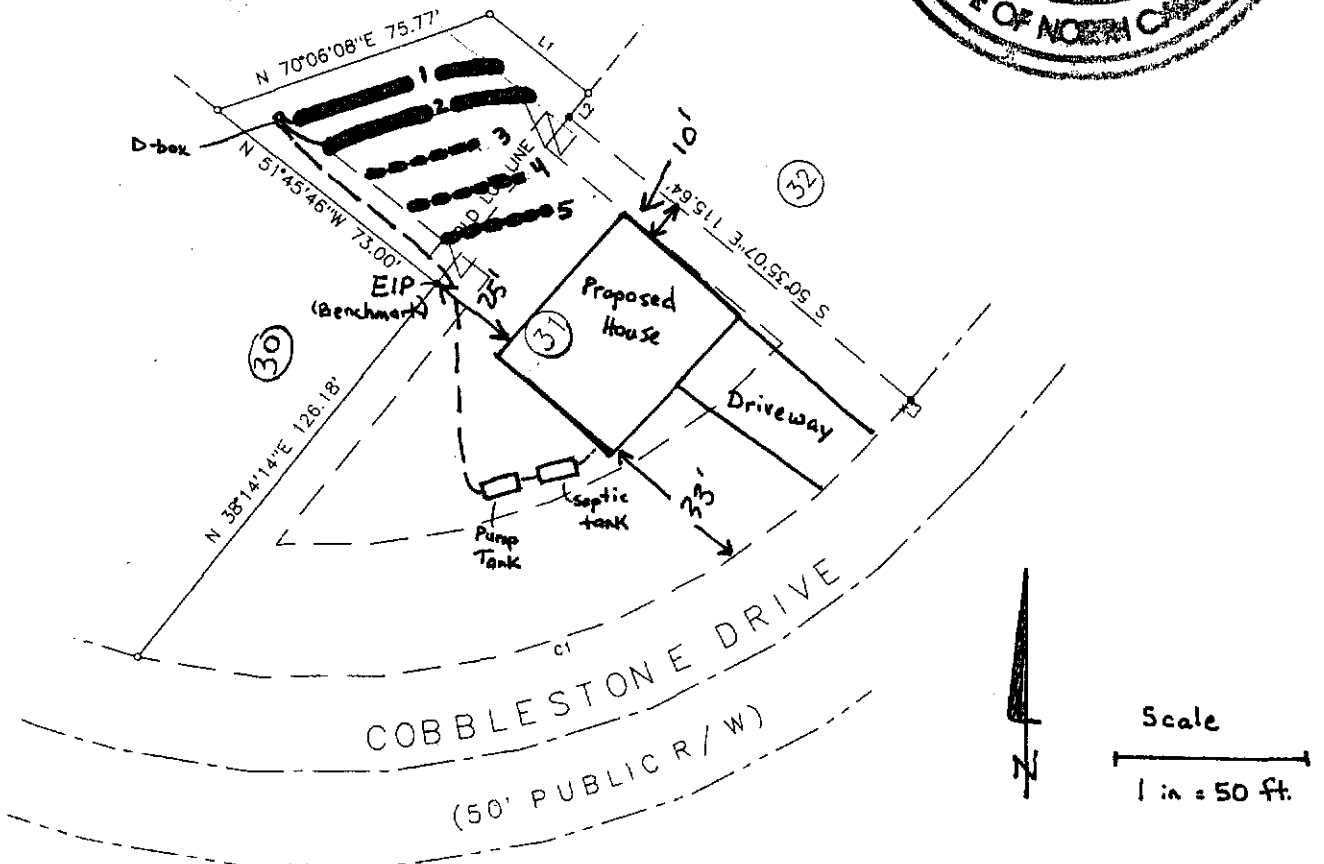 OF NORTH
N 70°06'08"E 75.77'
L1
1
2
L2
D-box
3
10'
N 51°45'46"W 73.00'
OLD LOT LINE
4
32
5
S 50°35'07"E 115.64'
EIP
(Benchmark)
25'
Proposed
House
31
30
Driveway
N 38°14'14"E 126.18'
Septic
tank
Pump
Tank
C1
COBBLESTONE DRIVE
(50' PUBLIC R/W)
N
Scale
1 in = 50 ft.